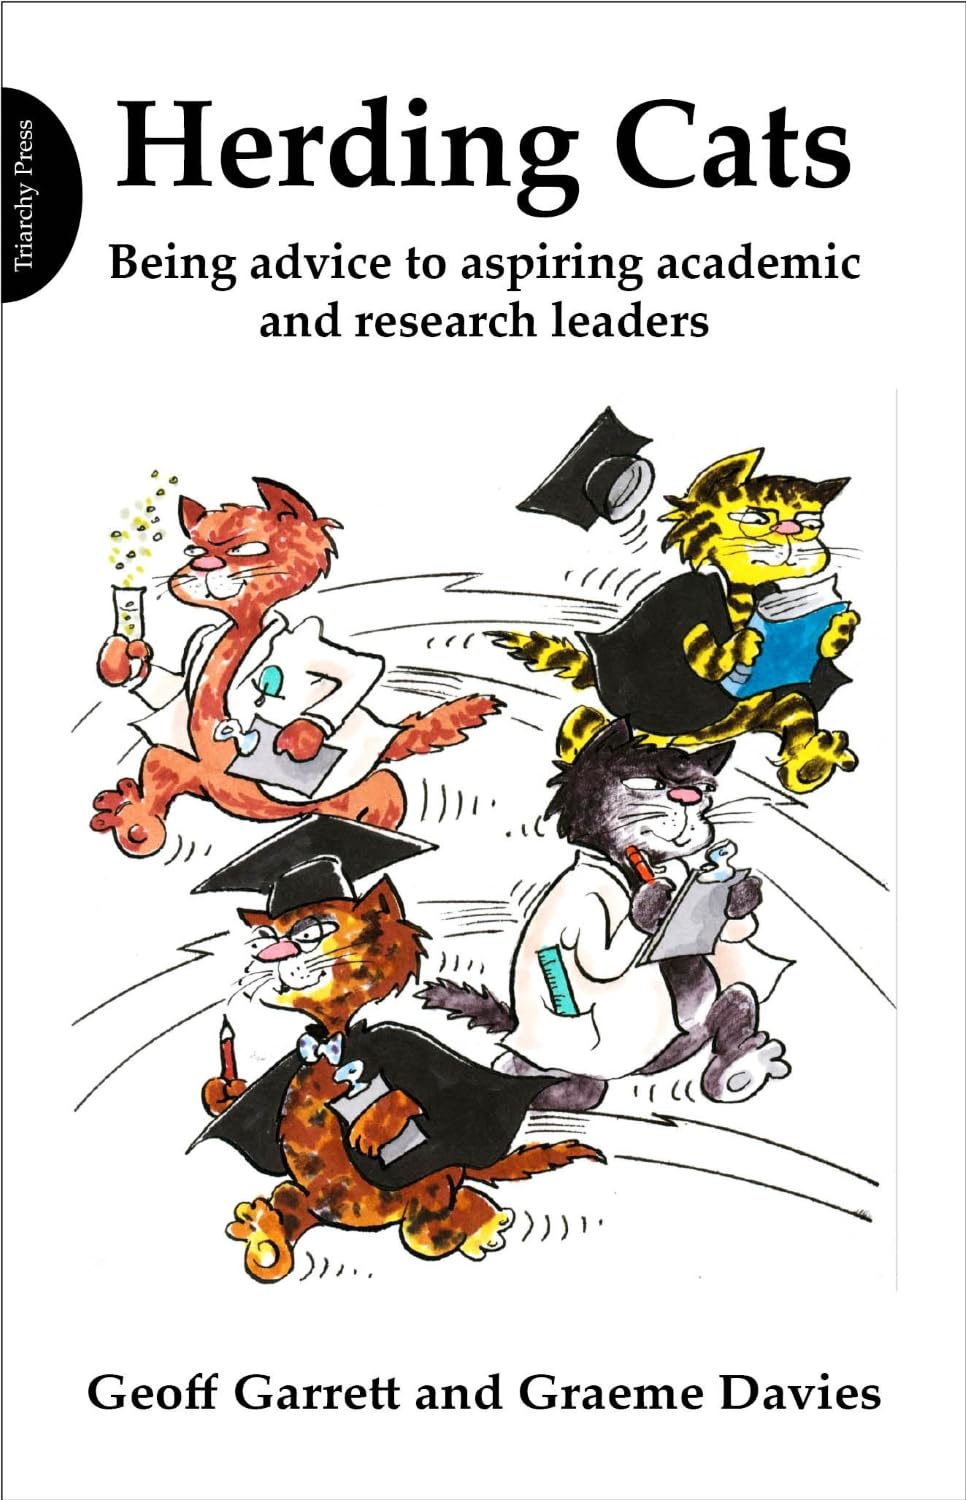 Herding Cats
Triarchy Press
Being advice to aspiring academic
and research leaders
Geoff Garrett and Graeme Davies